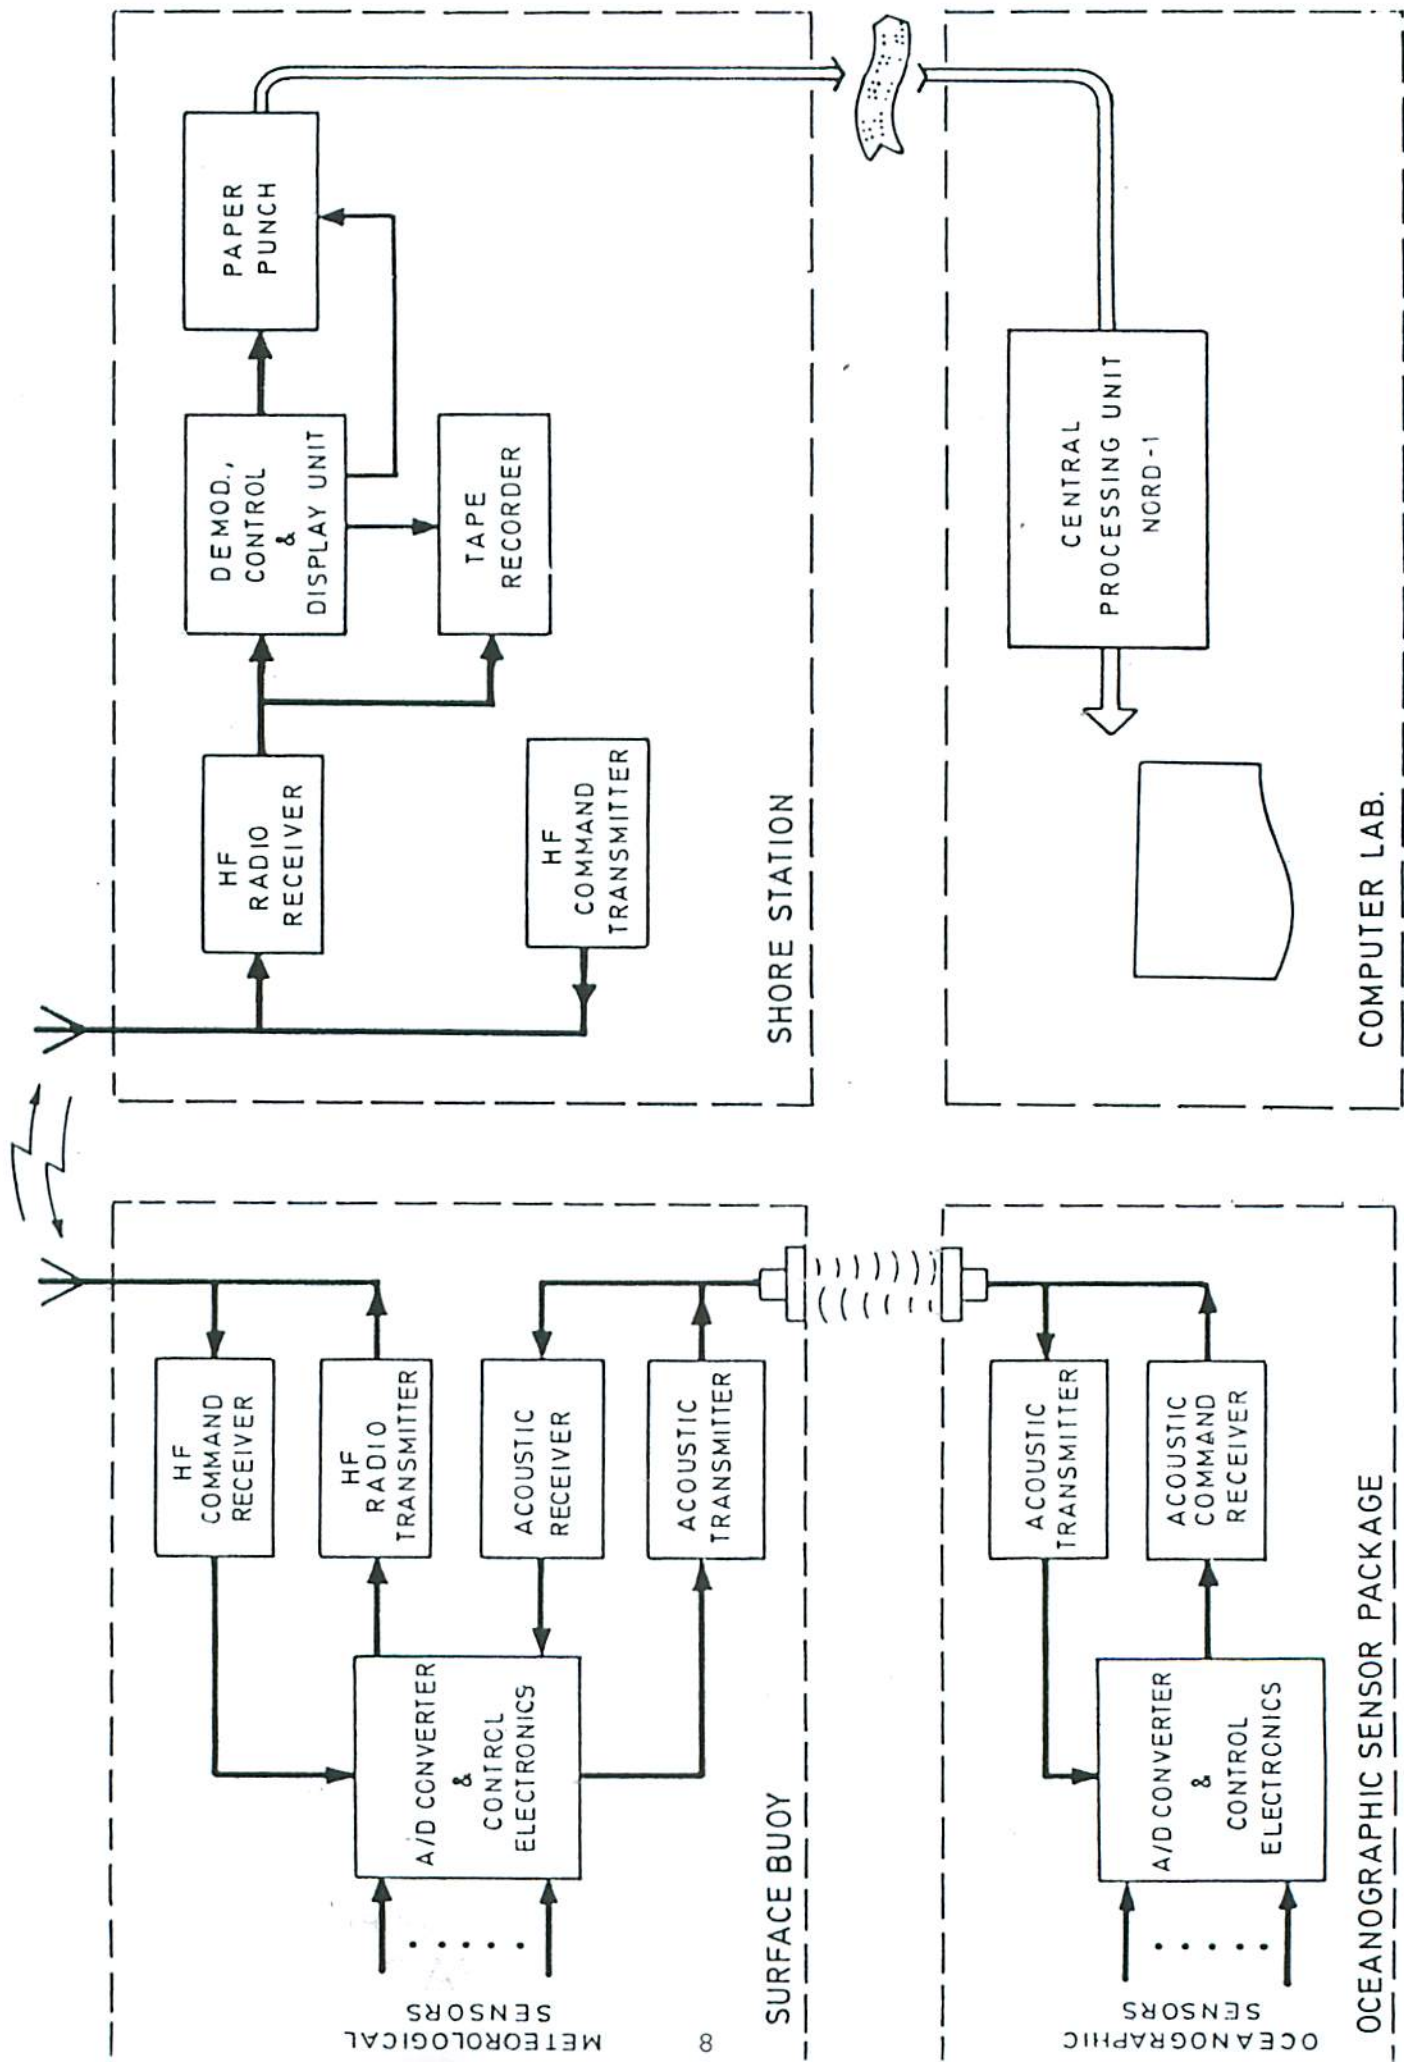 METEOROLOGICAL
SENSORS
A/D CONVERTER
&
CONTROL
ELECTRONICS
HF
COMMAND
RECEIVER
HF
RADIO
TRANSMITTER
ACOUSTIC
RECEIVER
ACOUSTIC
TRANSMITTER
SURFACE BUOY
HF
RADIO
RECEIVER
DEMOD.,
CONTROL
&
DISPLAY UNIT
PAPER
PUNCH
TAPE
RECORDER
HF
COMMAND
TRANSMITTER
SHORE STATION
OCEANOGRAPHIC
SENSORS
A/D CONVERTER
&
CONTROL
ELECTRONICS
ACOUSTIC
TRANSMITTER
ACOUSTIC
COMMAND
RECEIVER
OCEANOGRAPHIC SENSOR PACKAGE
CENTRAL
PROCESSING UNIT
NORD-1
COMPUTER LAB.
8